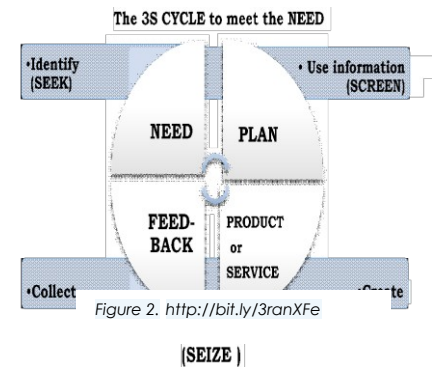 The 3S CYCLE to meet the NEED
•Identify
(SEEK)
• Use information
(SCREEN)
NEED
PLAN
FEED-
BACK
PRODUCT
or
SERVICE
•Collect
Figure 2. http://bit.ly/3ranXFe
(SEIZE )